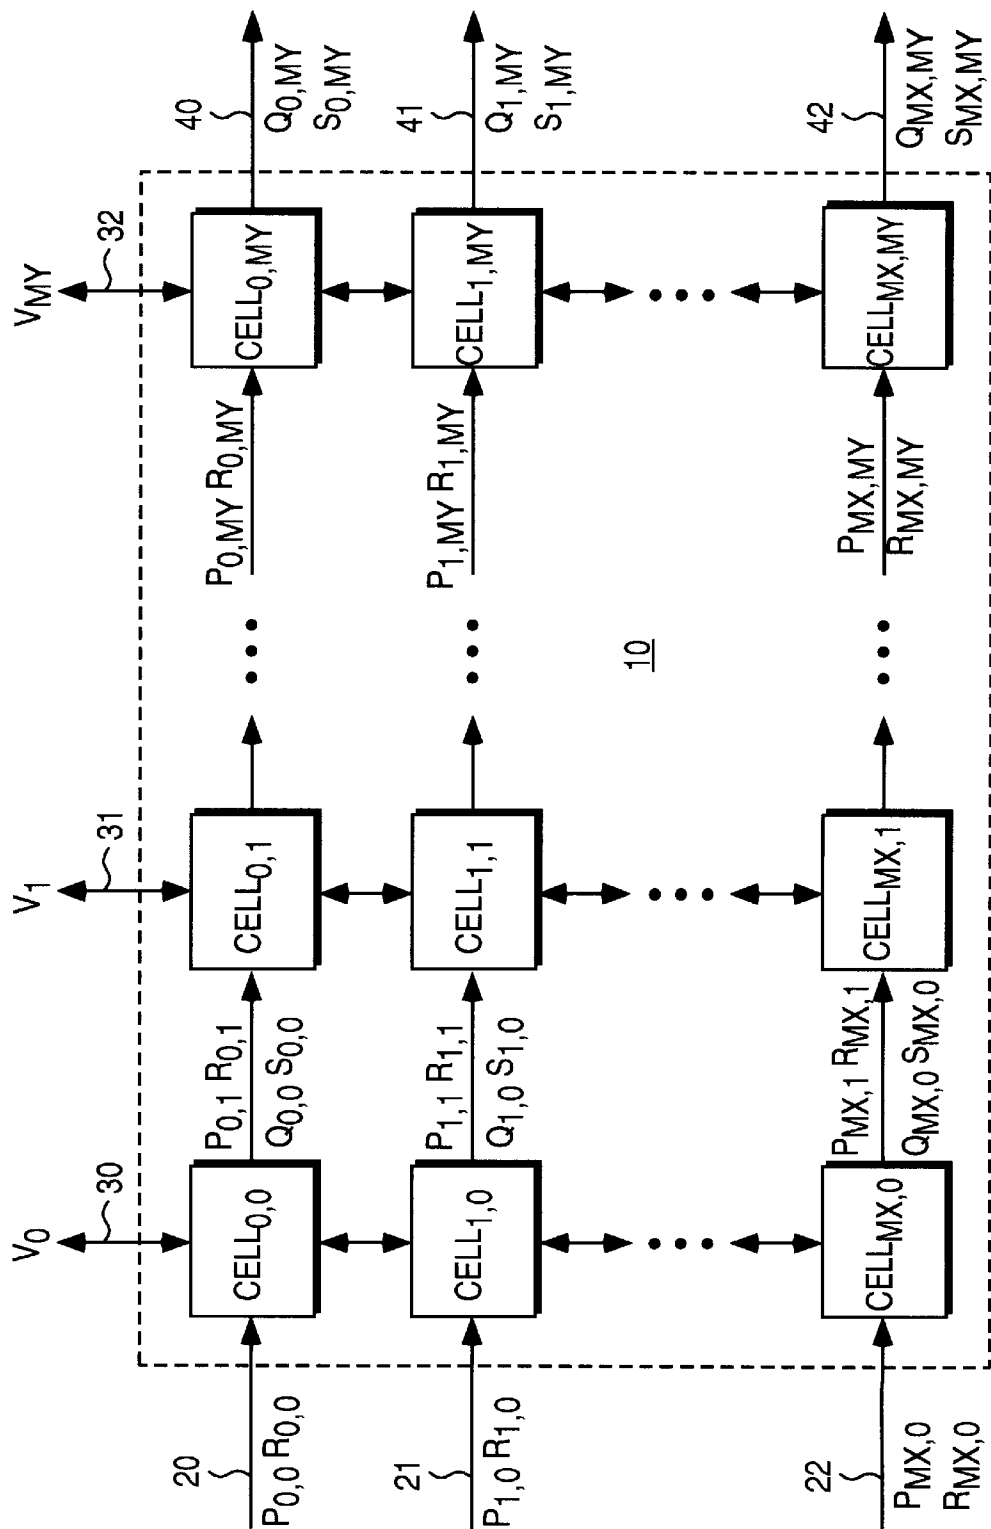 V0 V1 VMY
30 31 32
20 P0,1 R0,1 P0,MY R0,MY 40
CELL0,0 CELL0,1 CELL0,MY
P0,0 R0,0 Q0,0 S0,0 Q0,MY
S0,MY
21 P1,1 R1,1 P1,MY R1,MY 41
CELL1,0 CELL1,1 CELL1,MY
P1,0 R1,0 Q1,0 S1,0 Q1,MY
S1,MY
10
22 PMX,1 RMX,1 PMX,MY 42
CELLMX,0 CELLMX,1 CELLMX,MY
PMX,0 QMX,0 SMX,0 RMX,MY QMX,MY
RMX,0 SMX,MY